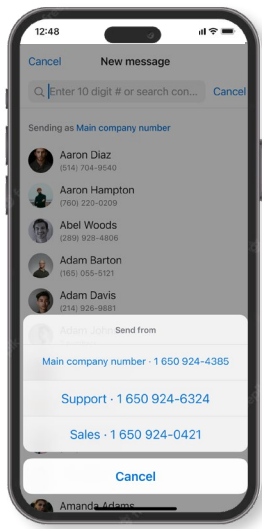 12:48
Cancel New message
Enter 10 digit # or search con... Cancel
Sending as Main company number
Aaron Diaz
(514) 704-9540
Aaron Hampton
(760) 220-0209
Abel Woods
(289) 928-4806
Adam Barton
(165) 055-5121
Adam Davis
(214) 926-9881
Send from
Main company number · 1 650 924-4385
Support · 1 650 924-6324
Sales · 1 650 924-0421
Cancel
Amanda Adams